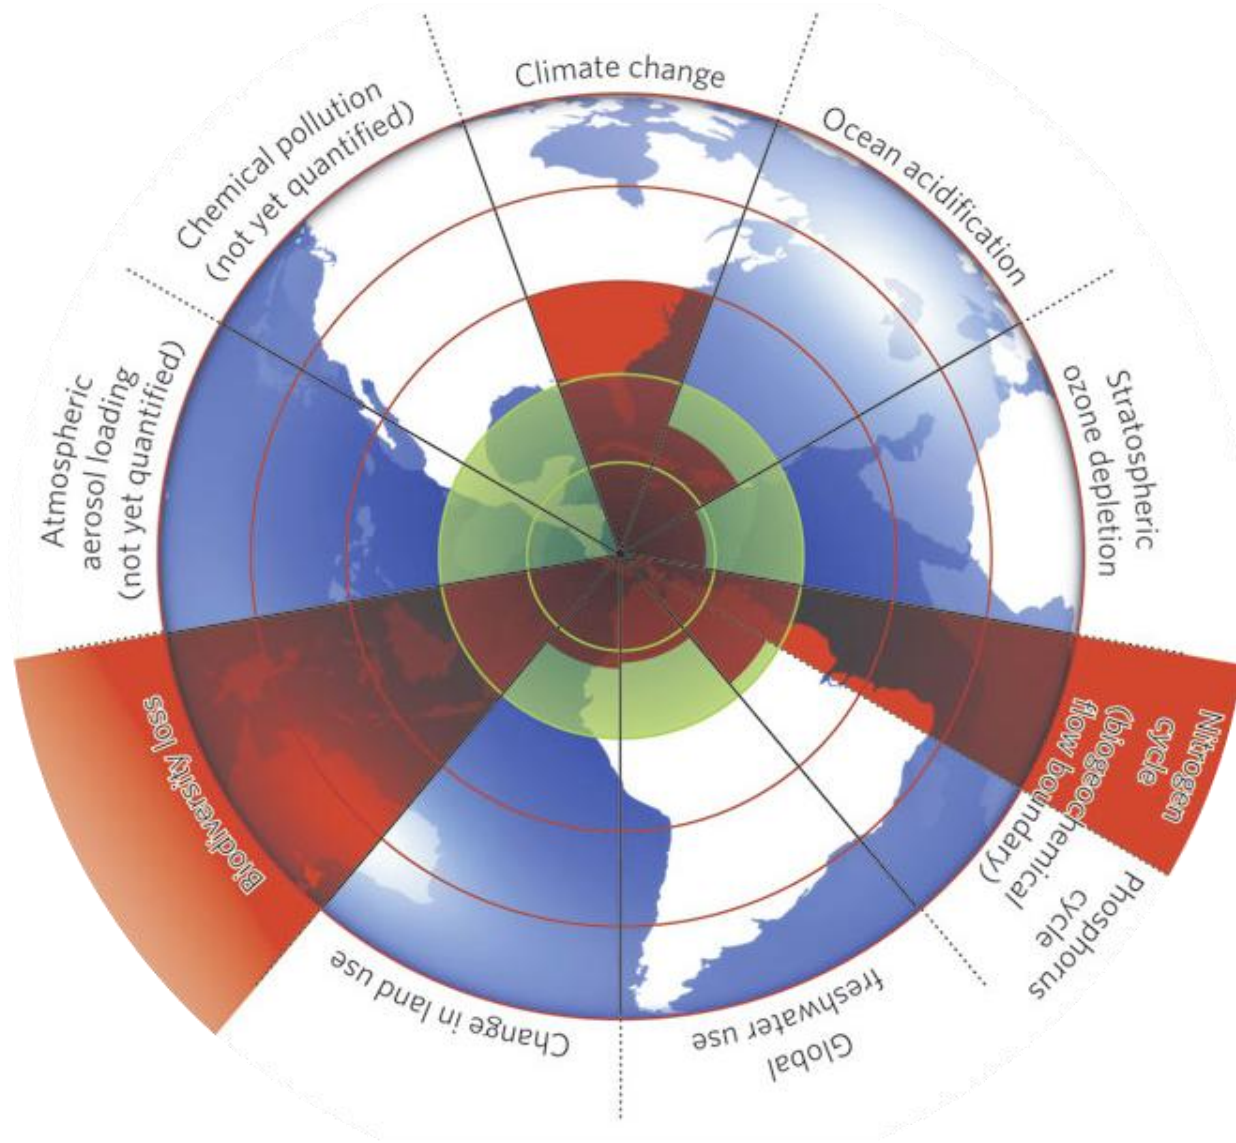 Climate change
Ocean acidification
Stratospheric
ozone depletion
Nitrogen
cycle
(biogeochemical
flow boundary)
Phosphorus
cycle
Global
freshwater use
Change in land use
Biodiversity loss
Atmospheric
aerosol loading
(not yet quantified)
Chemical pollution
(not yet quantified)